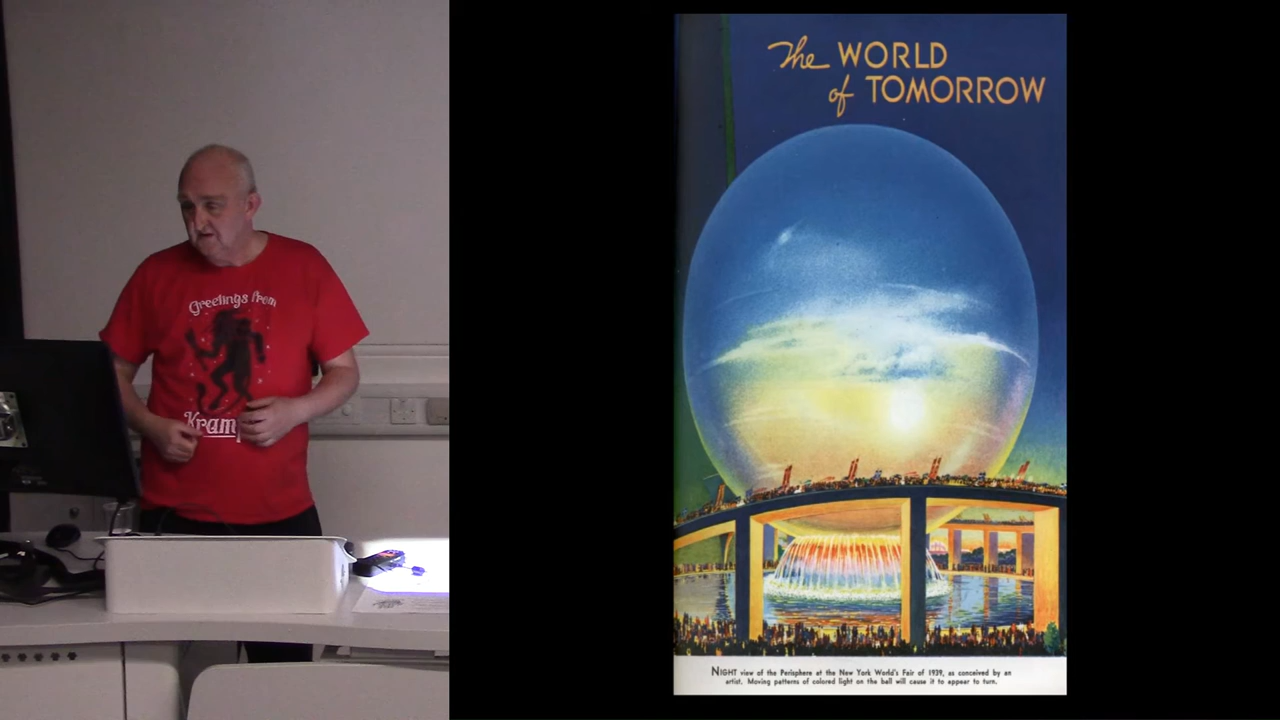 Greetings from
The WORLD
of TOMORROW
NIGHT view of the Perisphere at the New York World's Fair of 1939, as conceived by an
artist. Moving patterns of colored light on the ball will cause it to appear to turn.